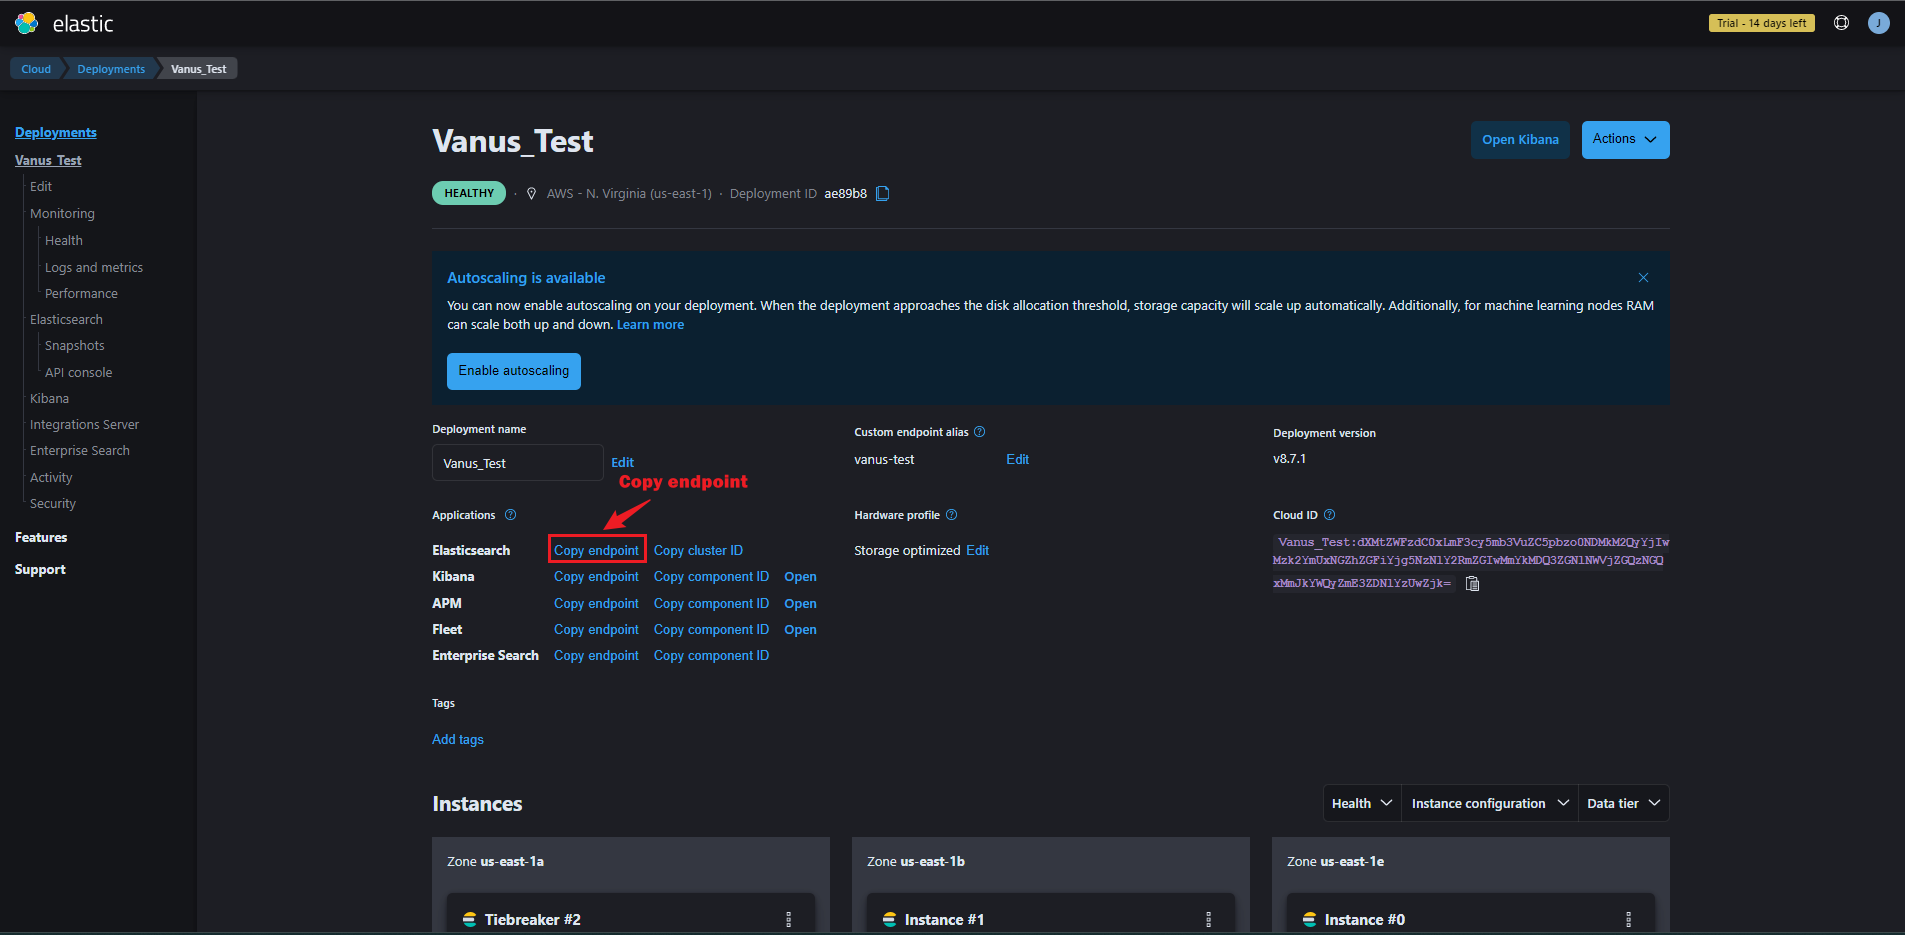 elastic
Trial - 14 days left
J
Cloud
Deployments
Vanus_Test
Deployments
Vanus_Test
Edit
Monitoring
Health
Logs and metrics
Performance
Elasticsearch
Snapshots
API console
Kibana
Integrations Server
Enterprise Search
Activity
Security
Features
Support
Vanus_Test
Open Kibana
Actions
HEALTHY · AWS - N. Virginia (us-east-1) · Deployment ID ae89b8
Autoscaling is available
You can now enable autoscaling on your deployment. When the deployment approaches the disk allocation threshold, storage capacity will scale up automatically. Additionally, for machine learning nodes RAM
can scale both up and down. Learn more
Enable autoscaling
Deployment name
Vanus_Test
Edit
Custom endpoint alias
vanus-test
Edit
Deployment version
v8.7.1
Copy endpoint
Applications
Elasticsearch Copy endpoint Copy cluster ID
Kibana Copy endpoint Copy component ID Open
APM Copy endpoint Copy component ID Open
Fleet Copy endpoint Copy component ID Open
Enterprise Search Copy endpoint Copy component ID
Hardware profile
Storage optimized Edit
Cloud ID
Tags
Add tags
Instances
Health
Instance configuration
Data tier
Zone us-east-1a
Tiebreaker #2
Zone us-east-1b
Instance #1
Zone us-east-1e
Instance #0